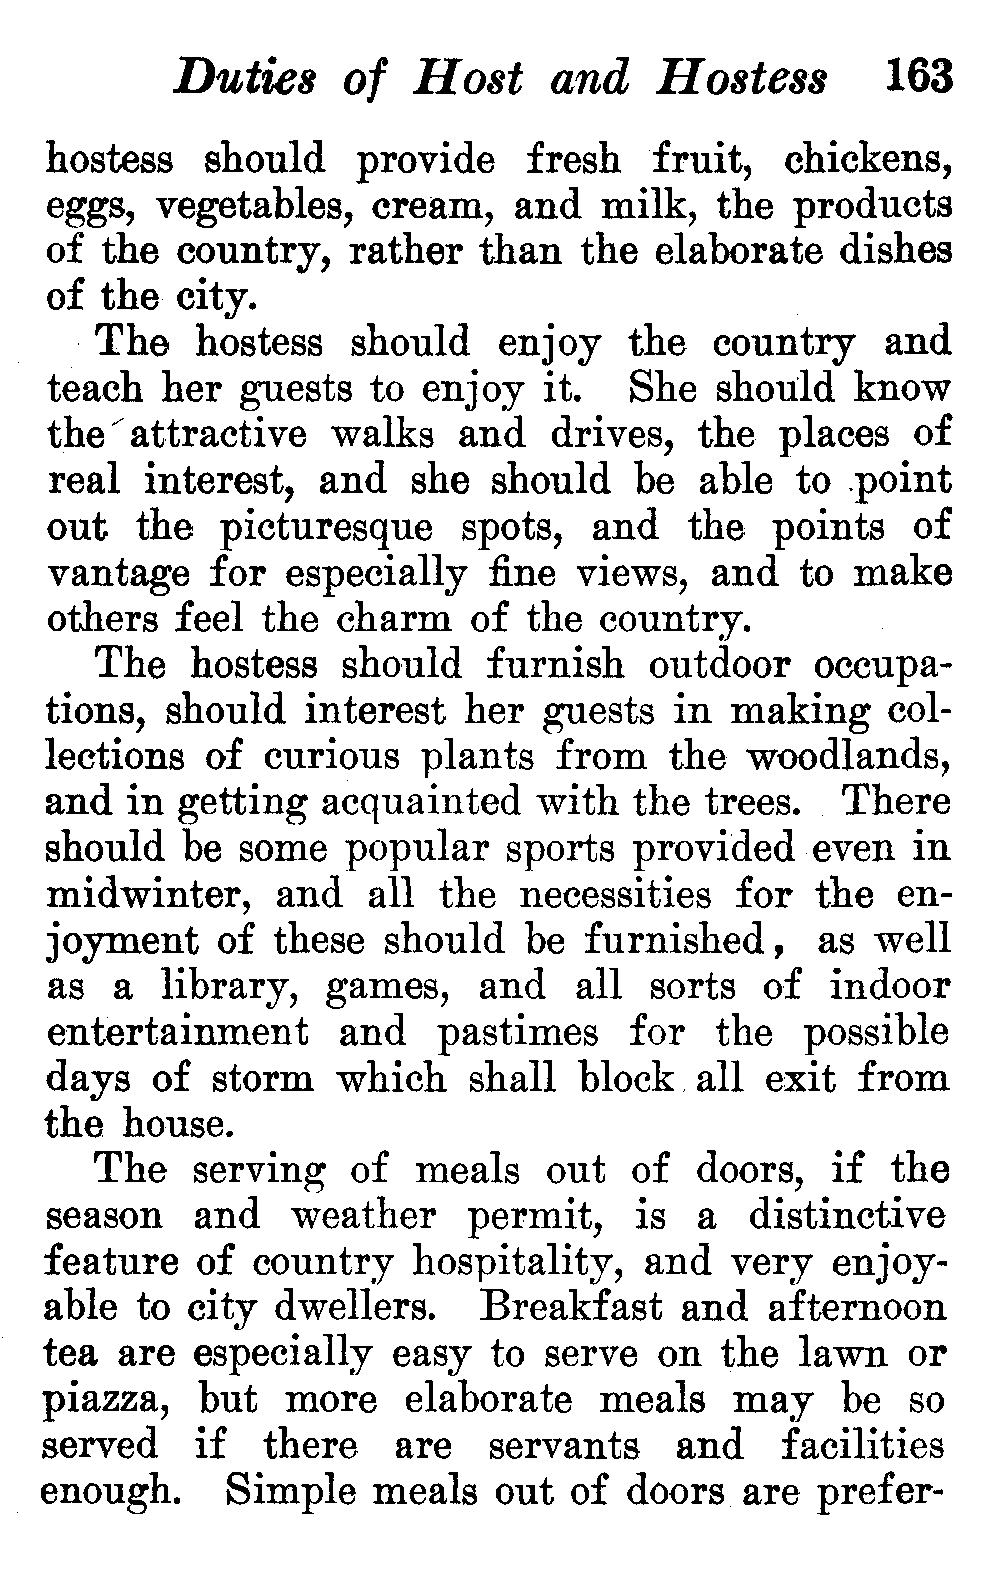 Duties of Host and Hostess 163
hostess should provide fresh fruit, chickens,
eggs, vegetables, cream, and milk, the products
of the country, rather than the elaborate dishes
of the city.
The hostess should enjoy the country and
teach her guests to enjoy it. She should know
the attractive walks and drives, the places of
real interest, and she should be able to point
out the picturesque spots, and the points of
vantage for especially fine views, and to make
others feel the charm of the country.
The hostess should furnish outdoor occupa-
tions, should interest her guests in making col-
lections of curious plants from the woodlands,
and in getting acquainted with the trees. There
should be some popular sports provided even in
midwinter, and all the necessities for the en-
joyment of these should be furnished, as well
as a library, games, and all sorts of indoor
entertainment and pastimes for the possible
days of storm which shall block all exit from
the house.
The serving of meals out of doors, if the
season and weather permit, is a distinctive
feature of country hospitality, and very enjoy-
able to city dwellers. Breakfast and afternoon
tea are especially easy to serve on the lawn or
piazza, but more elaborate meals may be so
served if there are servants and facilities
enough. Simple meals out of doors are prefer-